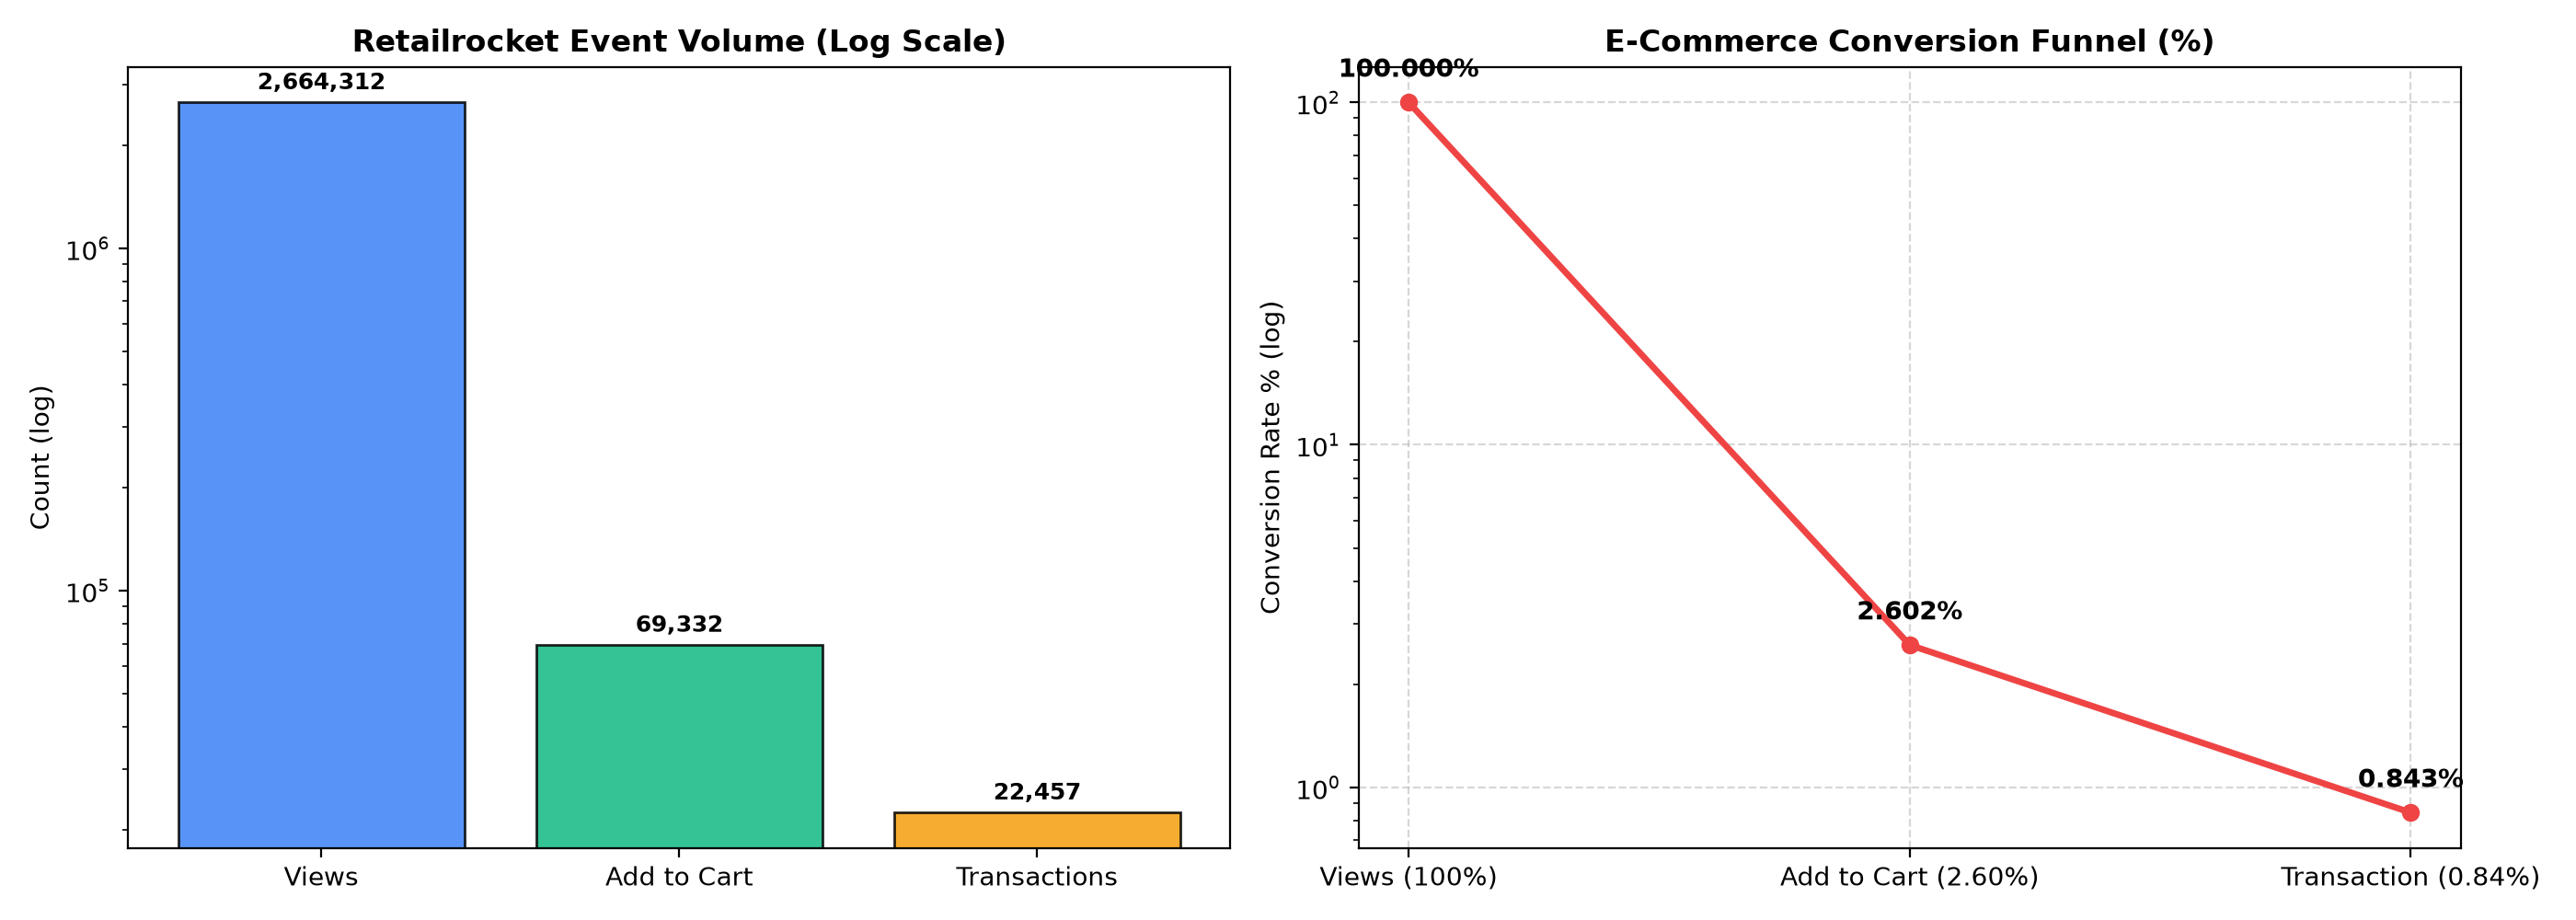 Retailrocket Event Volume (Log Scale)
Count (log)
10^6
10^5
2,664,312
69,332
22,457
Views
Add to Cart
Transactions
E-Commerce Conversion Funnel (%)
Conversion Rate % (log)
10^2
10^1
10^0
100.000%
2.602%
0.843%
Views (100%)
Add to Cart (2.60%)
Transaction (0.84%)